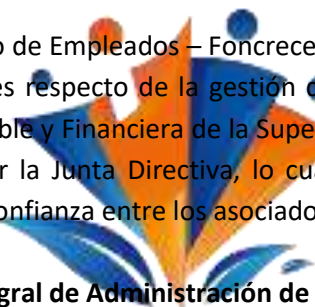 o de Empleados – Foncrece
es respecto de la gestión
ble y Financiera de la Supe
r la Junta Directiva, lo cu
onfianza entre los asociado
gral de Administración de